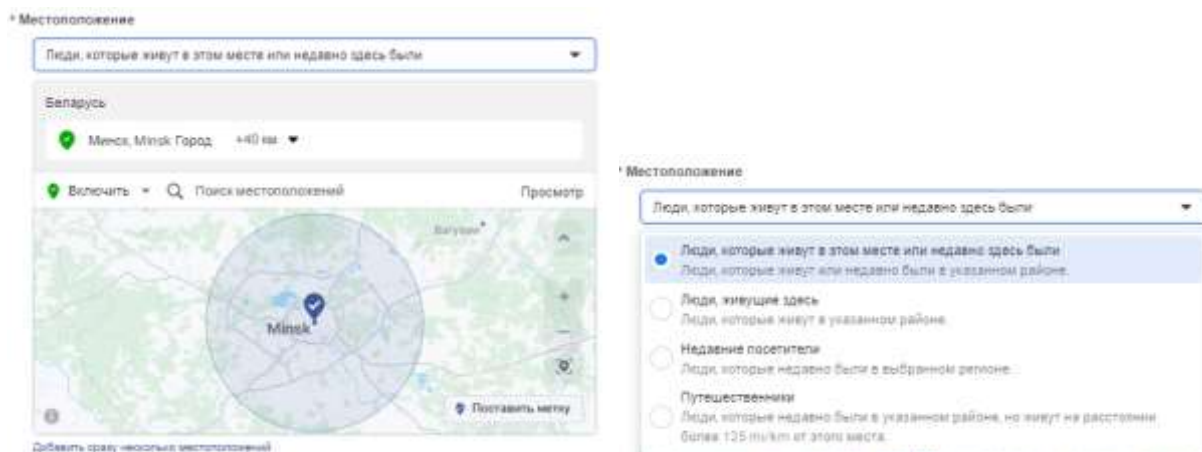 * Местоположение
Люди, которые живут в этом месте или недавно здесь были
Беларусь
Минск, Minsk Город +40 км
Включить Поиск местоположений Просмотр
Барысаў
Minsk
Поставить метку
Добавить сразу несколько местоположений
* Местоположение
Люди, которые живут в этом месте или недавно здесь были
Люди, которые живут в этом месте или недавно здесь были
Люди, которые живут или недавно были в указанном районе.
Люди, живущие здесь
Люди, которые живут в указанном районе.
Недавние посетители
Люди, которые недавно были в выбранном регионе.
Путешественники
Люди, которые недавно были в указанном районе, но живут на расстоянии
более 125 mi/km от этого места.